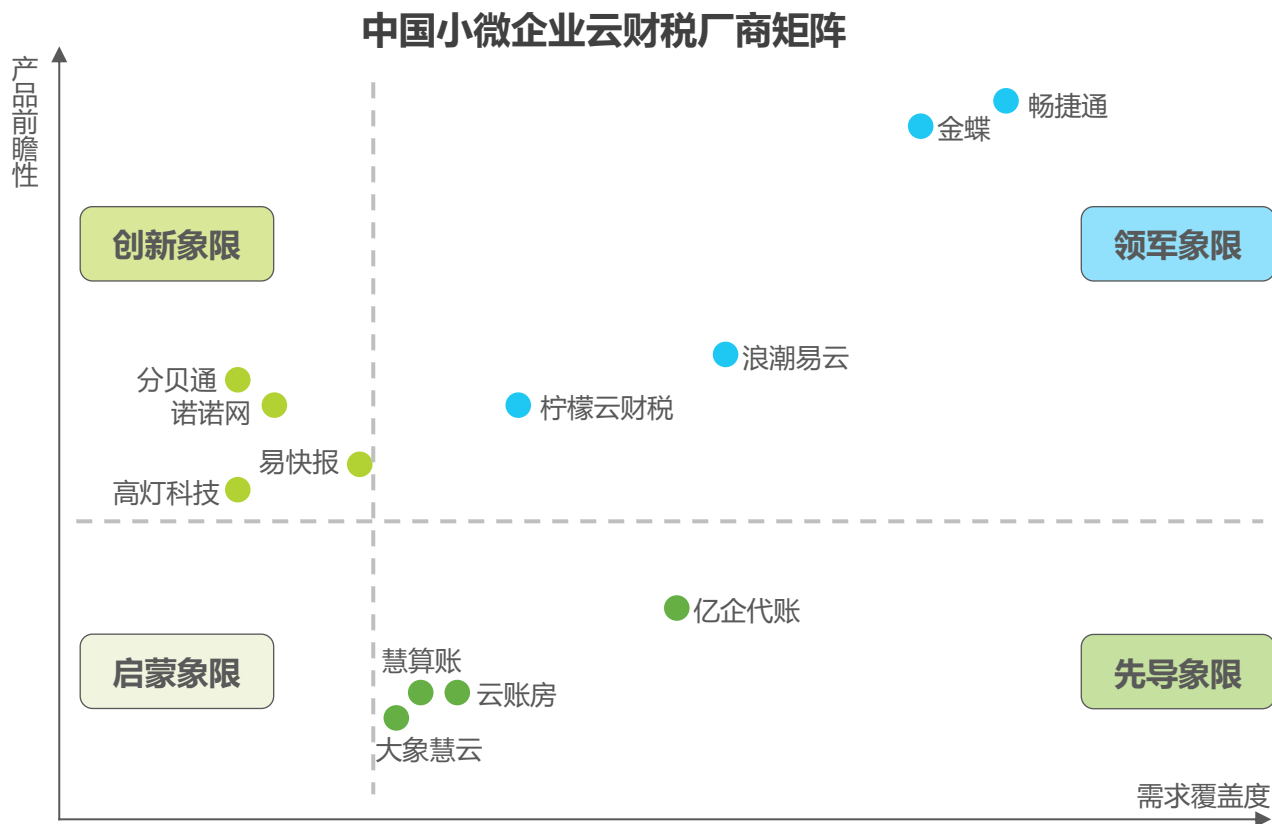 中国小微企业云财税厂商矩阵
产品前瞻性
畅捷通
金蝶
创新象限
领军象限
浪潮易云
分贝通
诺诺网
柠檬云财税
易快报
高灯科技
亿企代账
启蒙象限
慧算账
先导象限
云账房
大象慧云
需求覆盖度